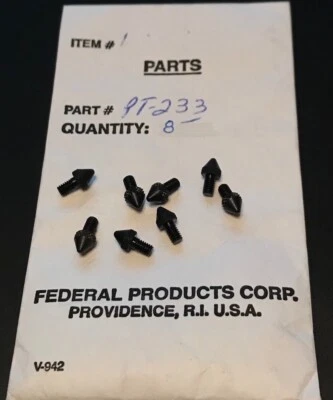 ITEM # 1
PARTS
PART # PT-233
QUANTITY: 8
FEDERAL PRODUCTS CORP.
PROVIDENCE, R.I. U.S.A.
V-942